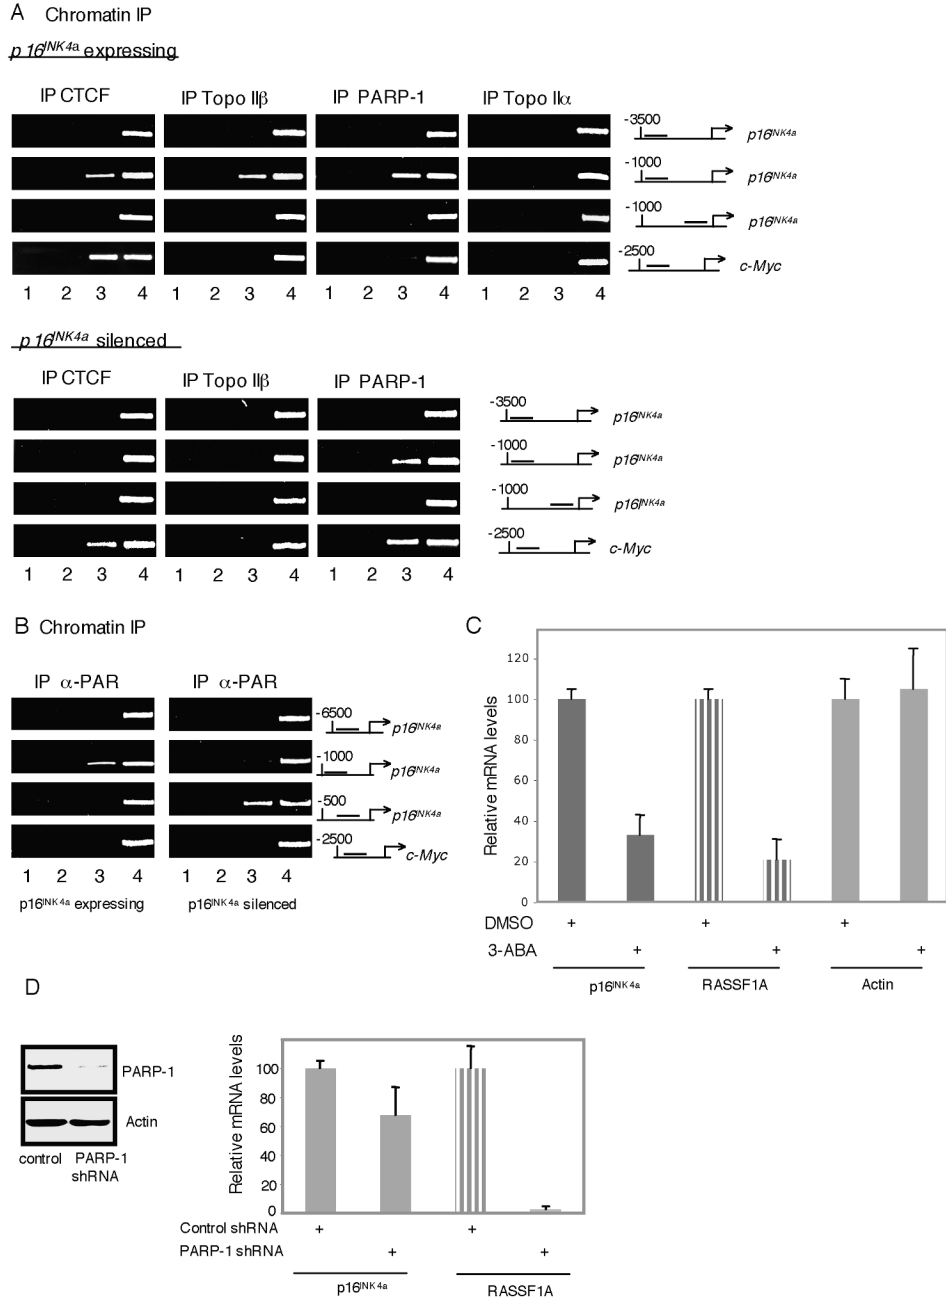 A Chromatin IP
p16INK4a expressing
IP CTCF IP Topo IIβ IP PARP-1 IP Topo IIα
-3500 p16INK4a
-1000 p16INK4a
-1000 p16INK4a
-2500 c-Myc
1 2 3 4 1 2 3 4 1 2 3 4 1 2 3 4
p16INK4a silenced
IP CTCF IP Topo IIβ IP PARP-1
-3500 p16INK4a
-1000 p16INK4a
-1000 p16INK4a
-2500 c-Myc
1 2 3 4 1 2 3 4 1 2 3 4
B Chromatin IP
IP α-PAR IP α-PAR
-6500 p16INK4a
-1000 p16INK4a
-500 p16INK4a
-2500 c-Myc
1 2 3 4 1 2 3 4
p16INK4a expressing p16INK4a silenced
C
Relative mRNA levels
120
100
80
60
40
20
0
DMSO + + +
3-ABA + + +
p16INK4a RASSF1A Actin
D
PARP-1
Actin
control PARP-1
shRNA
Relative mRNA levels
100
80
60
40
20
0
Control shRNA + +
PARP-1 shRNA + +
p16INK4a RASSF1A